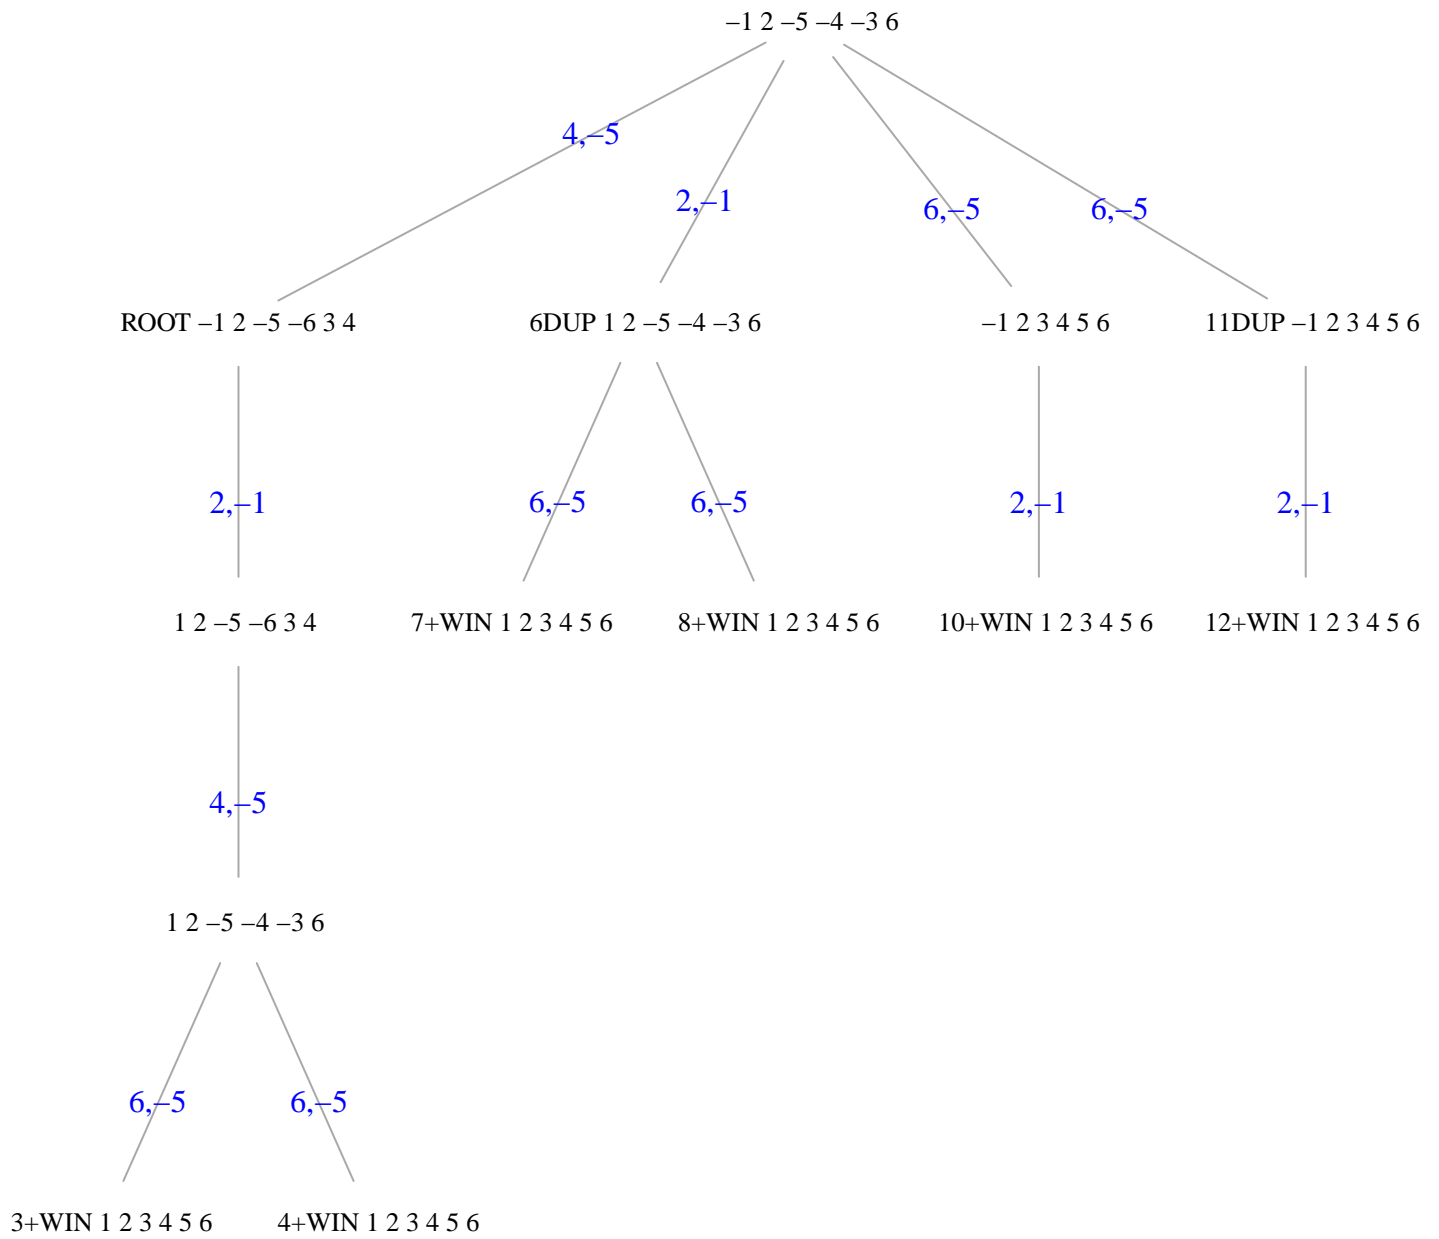 –1 2 –5 –4 –3 6
4,–5
2,–1
6,–5
6,–5
ROOT –1 2 –5 –6 3 4
6DUP 1 2 –5 –4 –3 6
–1 2 3 4 5 6
11DUP –1 2 3 4 5 6
2,–1
6,–5
6,–5
2,–1
2,–1
1 2 –5 –6 3 4
7+WIN 1 2 3 4 5 6
8+WIN 1 2 3 4 5 6
10+WIN 1 2 3 4 5 6
12+WIN 1 2 3 4 5 6
4,–5
1 2 –5 –4 –3 6
6,–5
6,–5
3+WIN 1 2 3 4 5 6
4+WIN 1 2 3 4 5 6